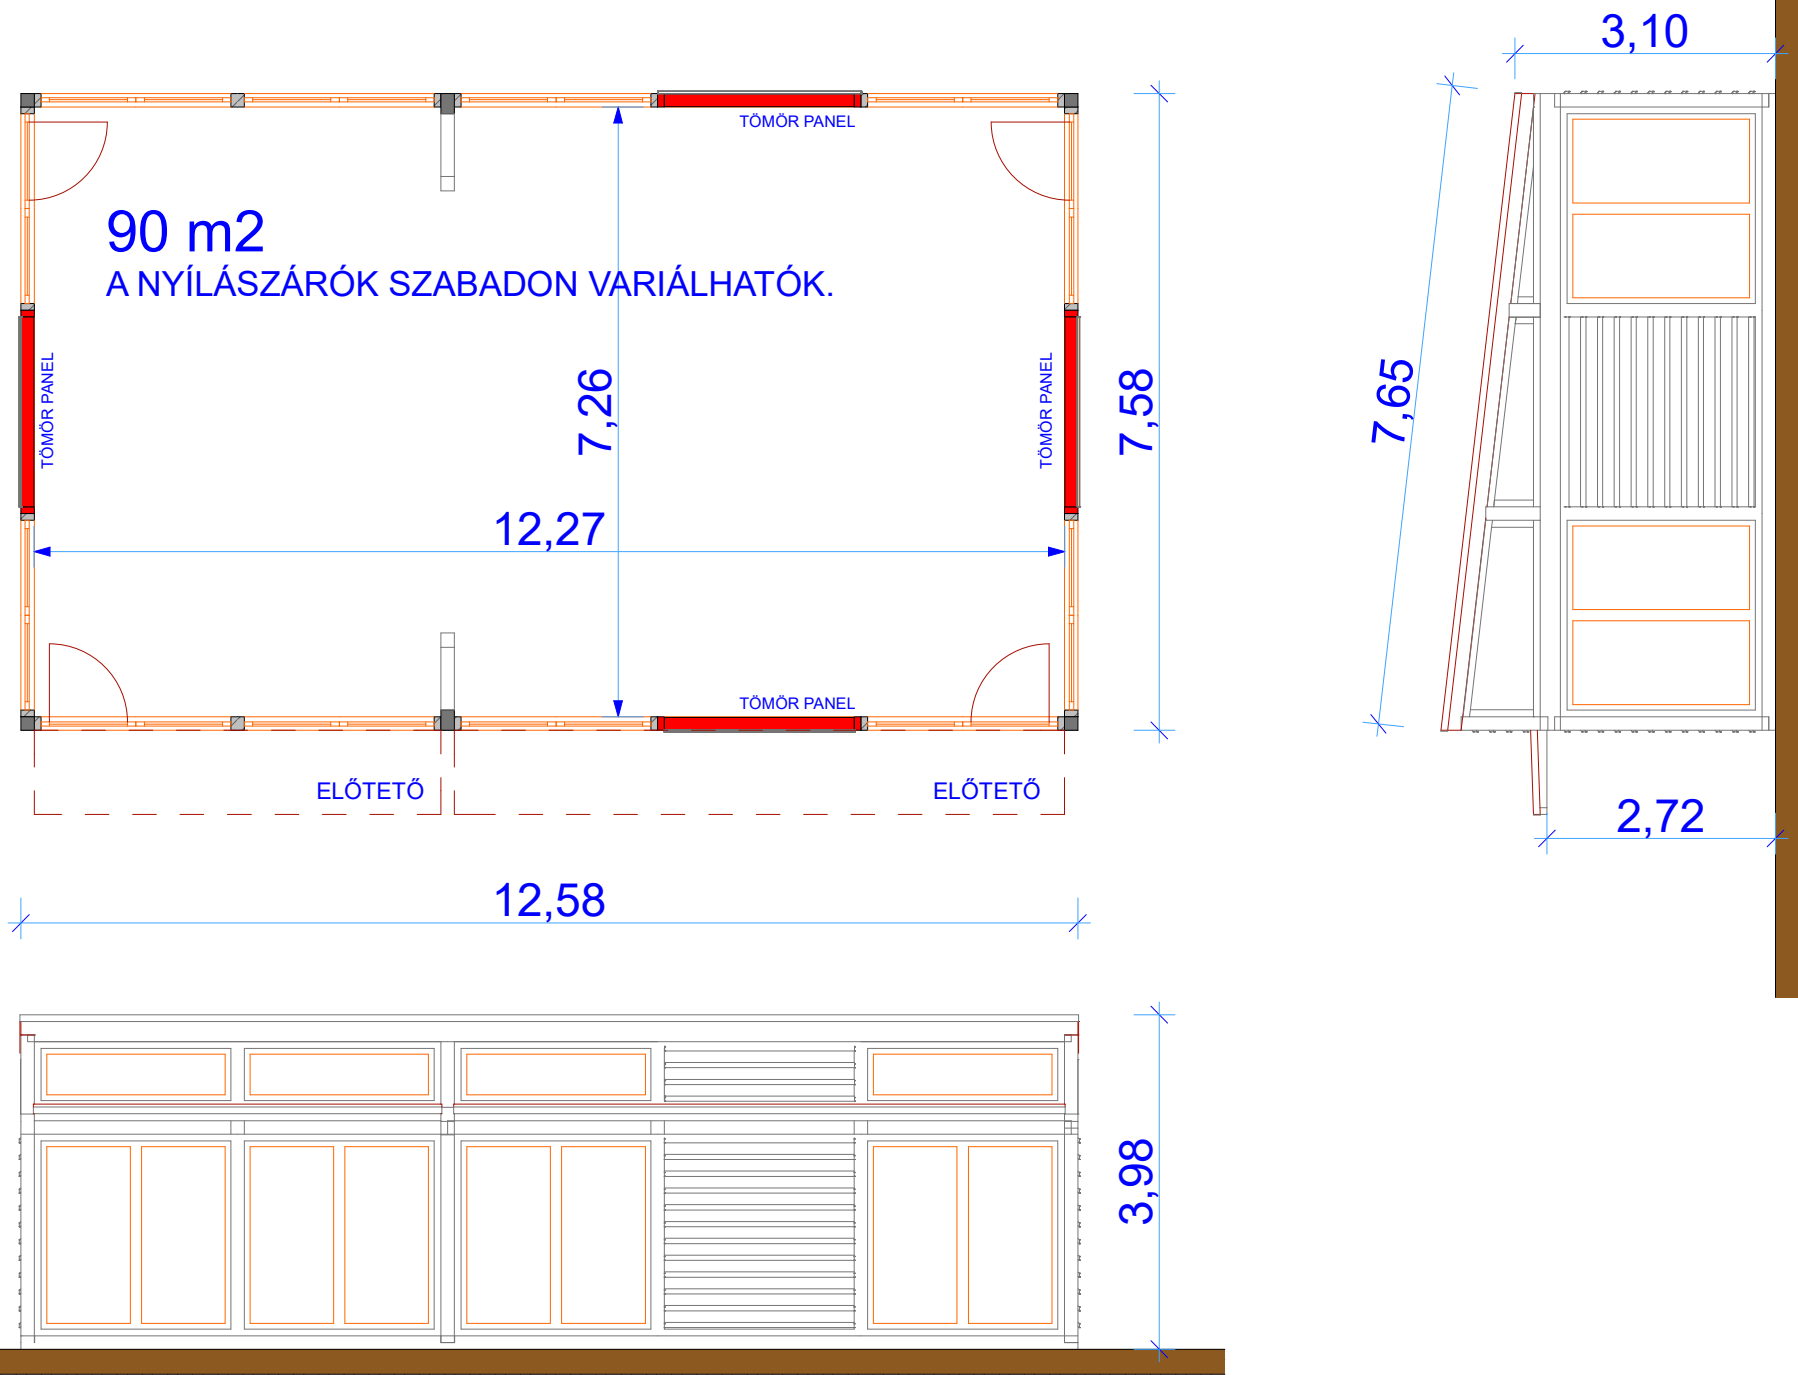 3,10
TÖMÖR PANEL
90 m2
A NYÍLÁSZÁRÓK SZABADON VARIÁLHATÓK.
TÖMÖR PANEL
7,26
TÖMÖR PANEL
7,58
7,65
12,27
TÖMÖR PANEL
ELŐTETŐ
ELŐTETŐ
2,72
12,58
3,98